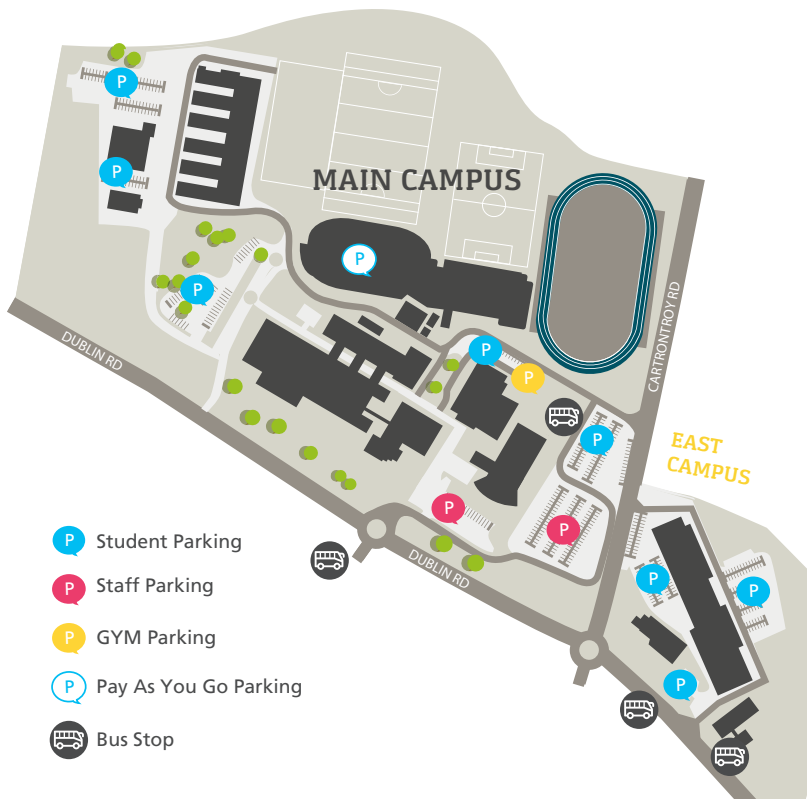 P
P
MAIN CAMPUS
P
P
CARTRONTROY RD
DUBLIN RD
P
P
P
EAST
CAMPUS
P
P
P
P
P
DUBLIN RD
P
P Student Parking
P Staff Parking
P GYM Parking
P Pay As You Go Parking
Bus Stop